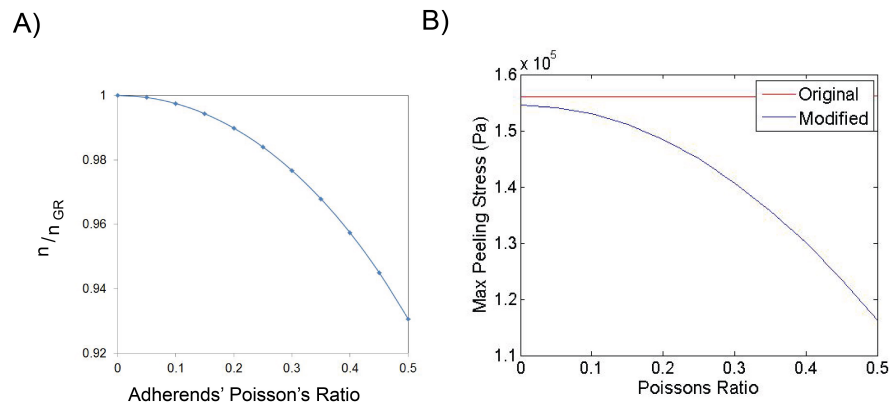 A)
1
0.98
0.96
0.94
0.92
n/n GR
0 0.1 0.2 0.3 0.4 0.5
Adherends' Poisson's Ratio
B)
x 10^5
1.6
1.5
1.4
1.3
1.2
1.1
Max Peeling Stress (Pa)
Original
Modified
0 0.1 0.2 0.3 0.4 0.5
Poissons Ratio